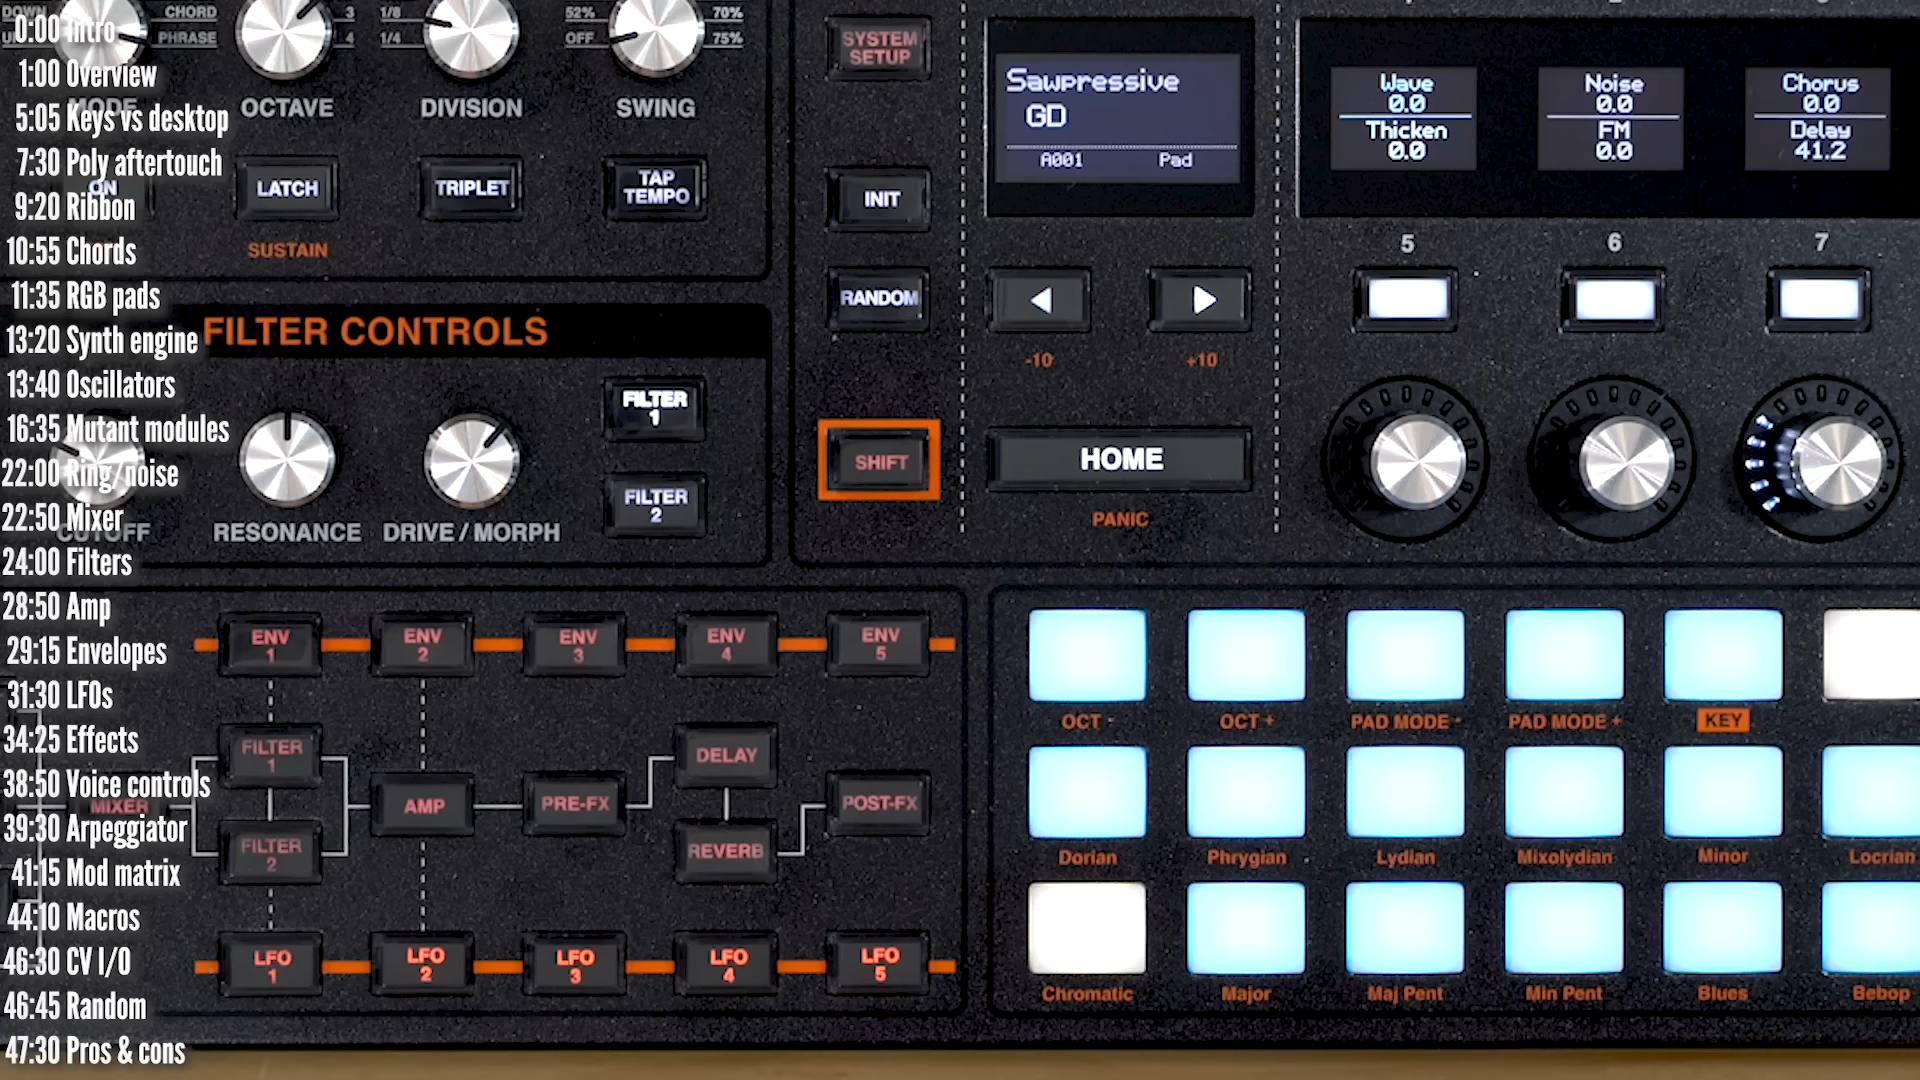 0:00 Intro
1:00 Overview
5:05 Keys vs desktop
7:30 Poly aftertouch
9:20 Ribbon
10:55 Chords
11:35 RGB pads
13:20 Synth engine
13:40 Oscillators
16:35 Mutant modules
22:00 Ring/noise
22:50 Mixer
24:00 Filters
28:50 Amp
29:15 Envelopes
31:30 LFOs
34:25 Effects
38:50 Voice controls
39:30 Arpeggiator
41:15 Mod matrix
44:10 Macros
46:30 CV I/O
46:45 Random
47:30 Pros & cons
CHORD
PHRASE
3
4
1/8
1/4
52%
OFF
70%
75%
MODE
OCTAVE
DIVISION
SWING
ON
LATCH
TRIPLET
TAP
TEMPO
SUSTAIN
FILTER CONTROLS
FILTER
1
FILTER
2
CUTOFF
RESONANCE
DRIVE / MORPH
SYSTEM
SETUP
INIT
RANDOM
SHIFT
Sawpressive
GD
A001 Pad
-10
+10
HOME
PANIC
Wave
0.0
Thicken
0.0
Noise
0.0
FM
0.0
Chorus
0.0
Delay
41.2
5
6
7
ENV
1
ENV
2
ENV
3
ENV
4
ENV
5
MIXER
FILTER
1
FILTER
2
AMP
PRE-FX
DELAY
REVERB
POST-FX
LFO
1
LFO
2
LFO
3
LFO
4
LFO
5
OCT -
OCT +
PAD MODE -
PAD MODE +
KEY
Dorian
Phrygian
Lydian
Mixolydian
Minor
Locrian
Chromatic
Major
Maj Pent
Min Pent
Blues
Bebop